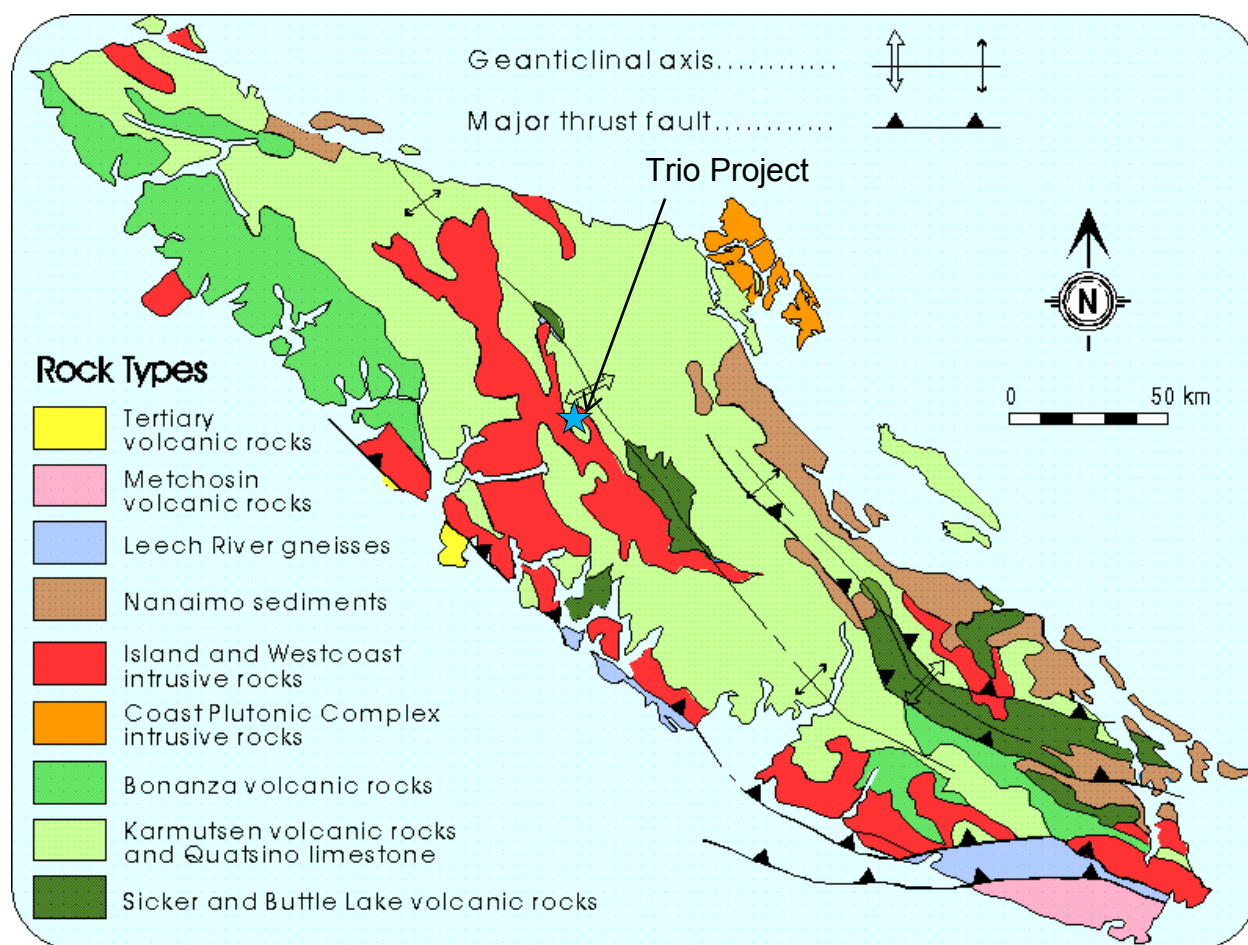 Geanticlinal axis............
Major thrust fault............
Trio Project
N
0 50 km
Rock Types
Tertiary
volcanic rocks
Metchosin
volcanic rocks
Leech River gneisses
Nanaimo sediments
Island and Westcoast
intrusive rocks
Coast Plutonic Complex
intrusive rocks
Bonanza volcanic rocks
Karmutsen volcanic rocks
and Quatsino limestone
Sicker and Buttle Lake volcanic rocks